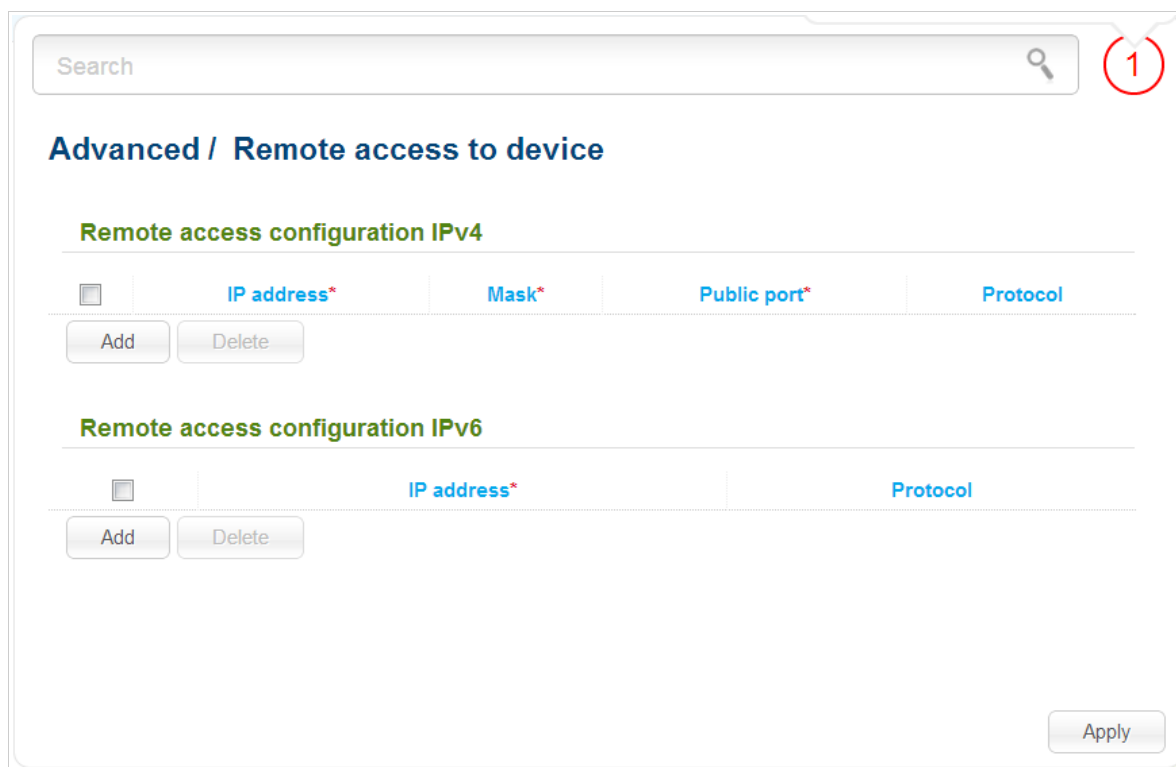 Search
1
Advanced / Remote access to device
Remote access configuration IPv4
IP address* Mask* Public port* Protocol
Add Delete
Remote access configuration IPv6
IP address* Protocol
Add Delete
Apply